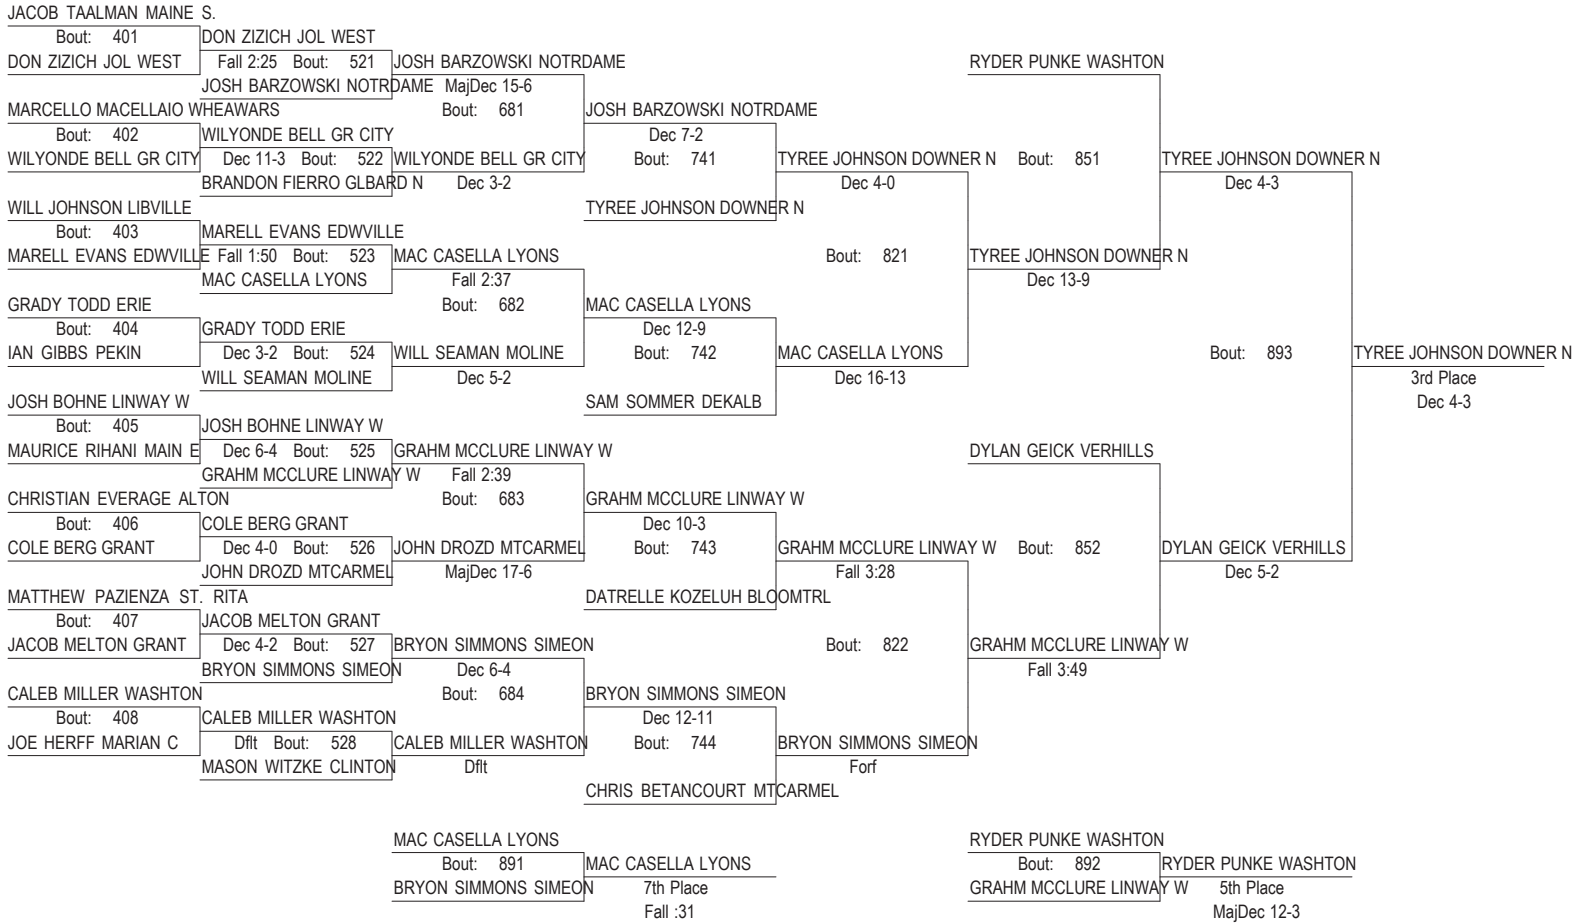 JACOB TAALMAN MAINE S.
Bout: 401 DON ZIZICH JOL WEST
DON ZIZICH JOL WEST Fall 2:25 Bout: 521 JOSH BARZOWSKI NOTRDAME RYDER PUNKE WASHTON
JOSH BARZOWSKI NOTRDAME MajDec 15-6
MARCELLO MACELLAIO WHEAWARS Bout: 681 JOSH BARZOWSKI NOTRDAME
Bout: 402 WILYONDE BELL GR CITY Dec 7-2
WILYONDE BELL GR CITY Dec 11-3 Bout: 522 WILYONDE BELL GR CITY Bout: 741 TYREE JOHNSON DOWNER N Bout: 851 TYREE JOHNSON DOWNER N
BRANDON FIERRO GLBARD N Dec 3-2 Dec 4-0 Dec 4-3
WILL JOHNSON LIBVILLE TYREE JOHNSON DOWNER N
Bout: 403 MARELL EVANS EDWVILLE
MARELL EVANS EDWVILLE Fall 1:50 Bout: 523 MAC CASELLA LYONS Bout: 821 TYREE JOHNSON DOWNER N
MAC CASELLA LYONS Fall 2:37 Dec 13-9
GRADY TODD ERIE Bout: 682 MAC CASELLA LYONS
Bout: 404 GRADY TODD ERIE Dec 12-9
IAN GIBBS PEKIN Dec 3-2 Bout: 524 WILL SEAMAN MOLINE Bout: 742 MAC CASELLA LYONS Bout: 893 TYREE JOHNSON DOWNER N
WILL SEAMAN MOLINE Dec 5-2 Dec 16-13 3rd Place
JOSH BOHNE LINWAY W SAM SOMMER DEKALB Dec 4-3
Bout: 405 JOSH BOHNE LINWAY W
MAURICE RIHANI MAIN E Dec 6-4 Bout: 525 GRAHM MCCLURE LINWAY W DYLAN GEICK VERHILLS
GRAHM MCCLURE LINWAY W Fall 2:39
CHRISTIAN EVERAGE ALTON Bout: 683 GRAHM MCCLURE LINWAY W
Bout: 406 COLE BERG GRANT Dec 10-3
COLE BERG GRANT Dec 4-0 Bout: 526 JOHN DROZD MTCARMEL Bout: 743 GRAHM MCCLURE LINWAY W Bout: 852 DYLAN GEICK VERHILLS
JOHN DROZD MTCARMEL MajDec 17-6 Fall 3:28 Dec 5-2
MATTHEW PAZIENZA ST. RITA DATRELLE KOZELUH BLOOMTRL
Bout: 407 JACOB MELTON GRANT
JACOB MELTON GRANT Dec 4-2 Bout: 527 BRYON SIMMONS SIMEON Bout: 822 GRAHM MCCLURE LINWAY W
BRYON SIMMONS SIMEON Dec 6-4 Fall 3:49
CALEB MILLER WASHTON Bout: 684 BRYON SIMMONS SIMEON
Bout: 408 CALEB MILLER WASHTON Dec 12-11
JOE HERFF MARIAN C Dflt Bout: 528 CALEB MILLER WASHTON Bout: 744 BRYON SIMMONS SIMEON
MASON WITZKE CLINTON Dflt Forf
CHRIS BETANCOURT MTCARMEL
MAC CASELLA LYONS RYDER PUNKE WASHTON
Bout: 891 MAC CASELLA LYONS Bout: 892 RYDER PUNKE WASHTON
BRYON SIMMONS SIMEON 7th Place GRAHM MCCLURE LINWAY W 5th Place
Fall :31 MajDec 12-3